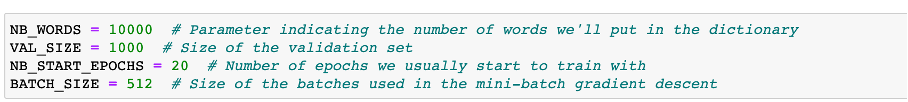 NB_WORDS = 10000  # Parameter indicating the number of words we'll put in the dictionary
VAL_SIZE = 1000  # Size of the validation set
NB_START_EPOCHS = 20  # Number of epochs we usually start to train with
BATCH_SIZE = 512  # Size of the batches used in the mini-batch gradient descent